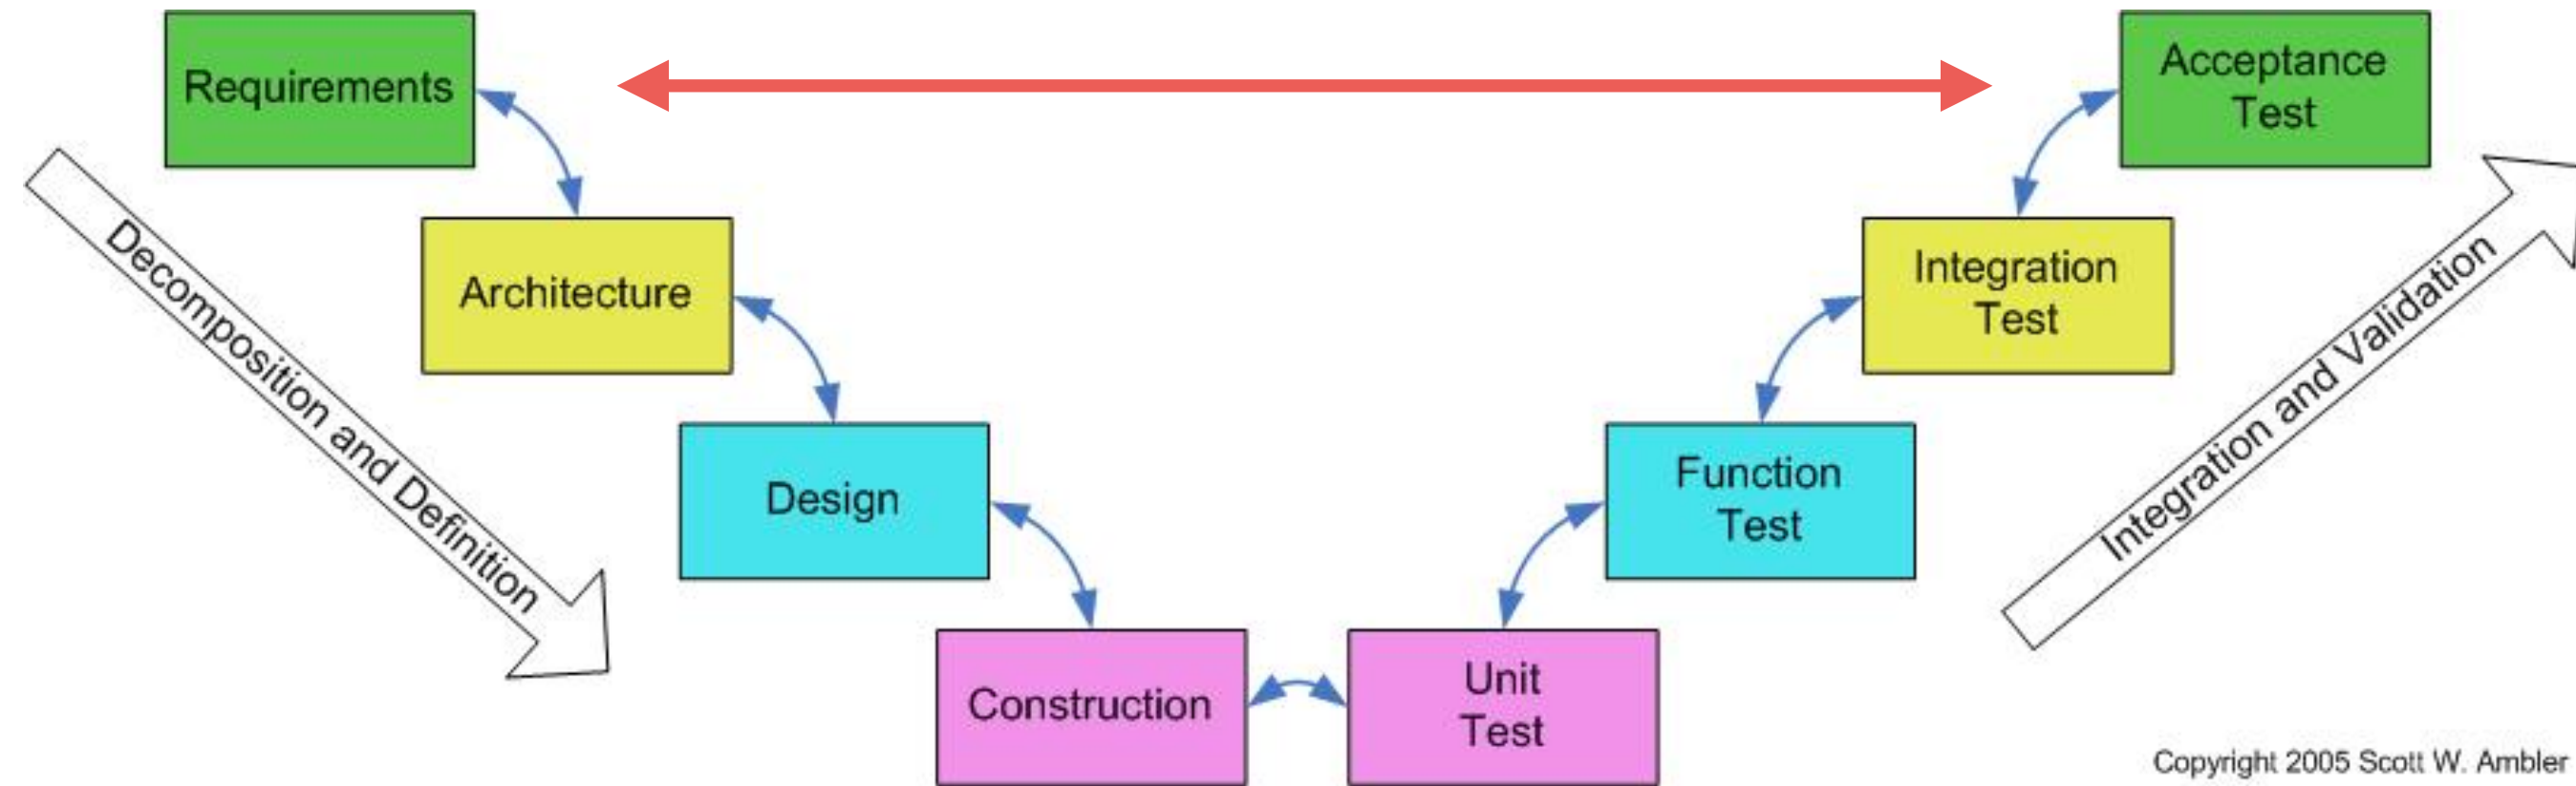 Requirements
Acceptance
Test
Architecture
Integration
Test
Decomposition and Definition
Integration and Validation
Design
Function
Test
Construction
Unit
Test
Copyright 2005 Scott W. Ambler